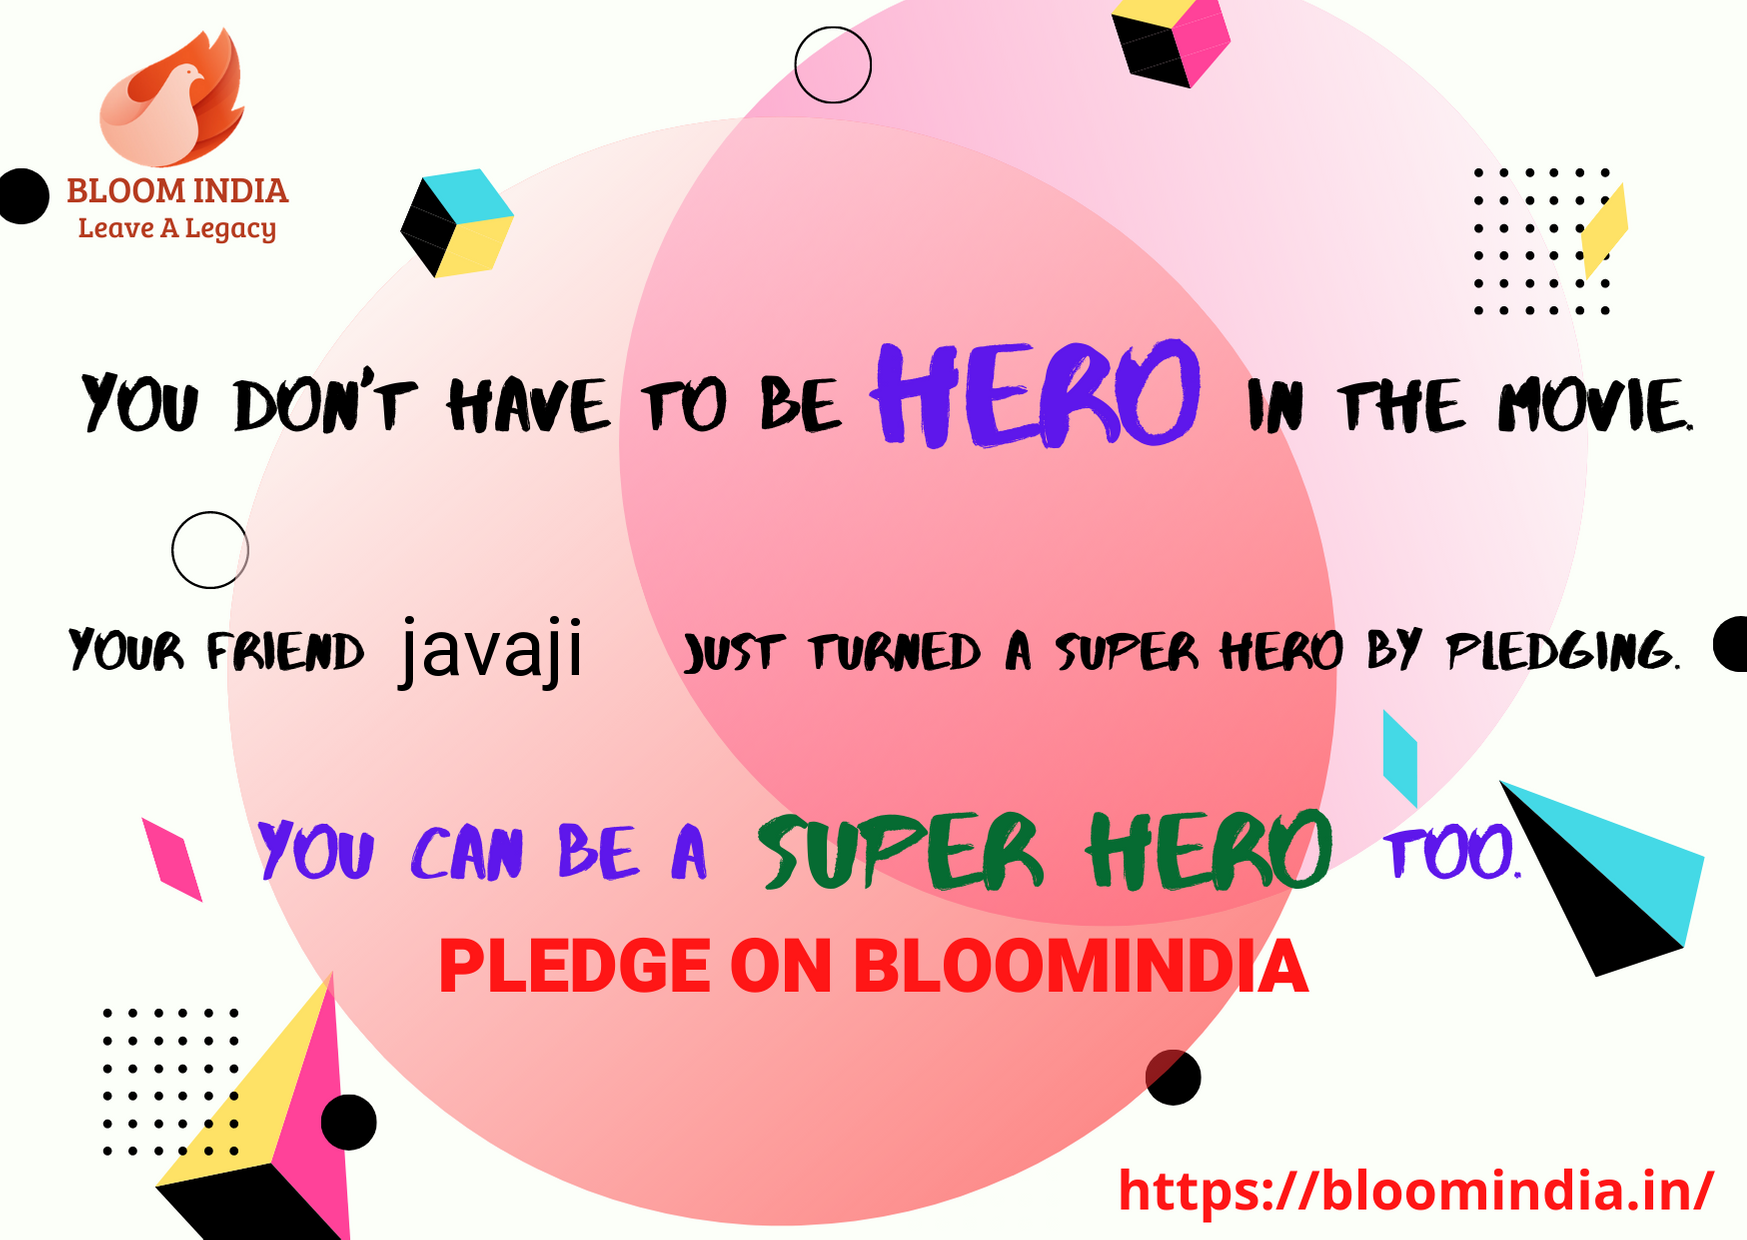 BLOOM INDIA
Leave A Legacy
YOU DON'T HAVE TO BE HERO IN THE MOVIE.
YOUR FRIEND javaji JUST TURNED A SUPER HERO BY PLEDGING.
YOU CAN BE A SUPER HERO TOO.
PLEDGE ON BLOOMINDIA
https://bloomindia.in/